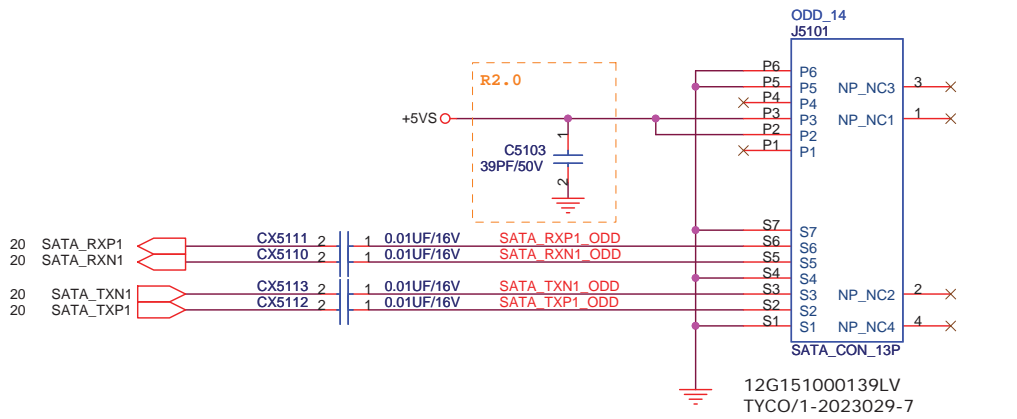 ODD_14
J5101
R2.0
P6 P6
P5 P5 NP_NC3 3
P4 P4
+5VS P3 P3 NP_NC1 1
P2 P2
1
P1 P1
C5103
39PF/50V
2
S7 S7
20 SATA_RXP1 CX5111 2 1 0.01UF/16V SATA_RXP1_ODD S6 S6
20 SATA_RXN1 CX5110 2 1 0.01UF/16V SATA_RXN1_ODD S5 S5
S4 S4
20 SATA_TXN1 CX5113 2 1 0.01UF/16V SATA_TXN1_ODD S3 S3 NP_NC2 2
20 SATA_TXP1 CX5112 2 1 0.01UF/16V SATA_TXP1_ODD S2 S2
S1 S1 NP_NC4 4
SATA_CON_13P
12G151000139LV
TYCO/1-2023029-7